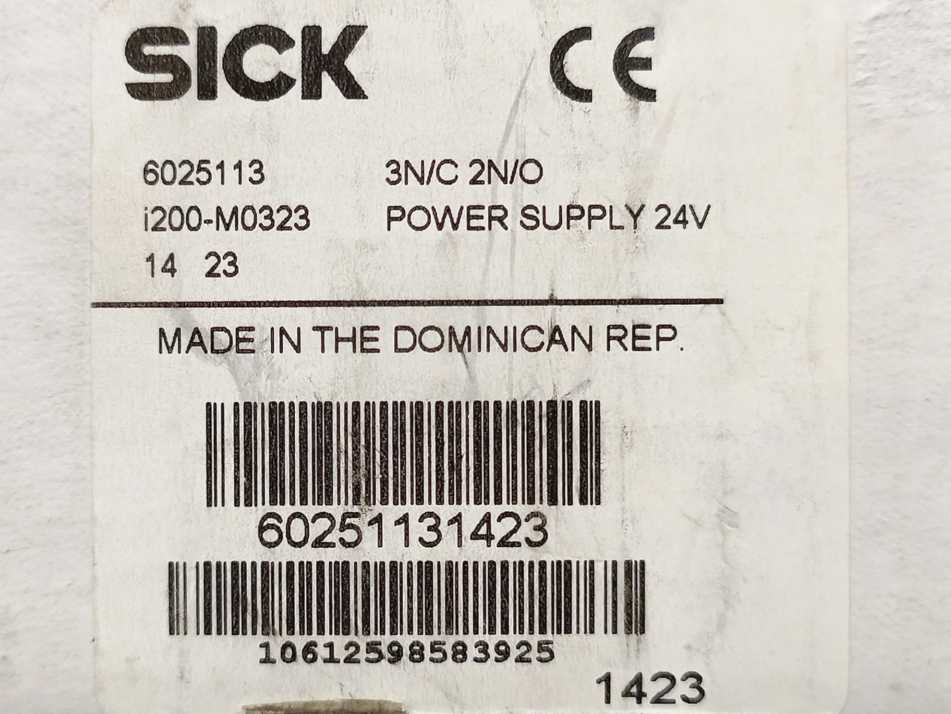 SICK CE
6025113 3N/C 2N/O
i200-M0323 POWER SUPPLY 24V
14 23
MADE IN THE DOMINICAN REP.
60251131423
10612598583925
1423